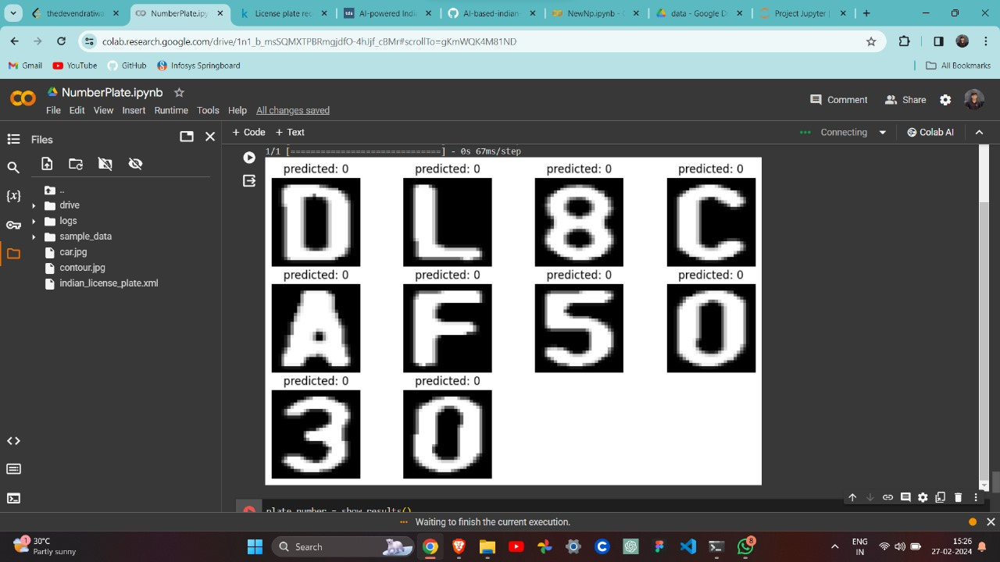 thedevendratiwa
NumberPlate.ipy
License plate rec
AI-powered Indi
AI-based-indian
NewNp.ipynb - C
data - Google D
Project Jupyter |
colab.research.google.com/drive/1n1_b_msSQMXTPBRmgjdfO-4hJjf_cBMr#scrollTo=gKmWQK4M81ND
Gmail YouTube GitHub Infosys Springboard All Bookmarks
NumberPlate.ipynb
File Edit View Insert Runtime Tools Help All changes saved
Comment Share
Files
+ Code + Text Connecting Colab AI
1/1 [==============================] - 0s 67ms/step
..
drive
logs
sample_data
car.jpg
contour.jpg
indian_license_plate.xml
predicted: 0 predicted: 0 predicted: 0 predicted: 0
D L 8 C
predicted: 0 predicted: 0 predicted: 0 predicted: 0
A F 5 0
predicted: 0 predicted: 0
3 0
plate_number = show_results()
Waiting to finish the current execution.
1 30°C
Partly sunny
Search
8
ENG
IN
15:26
27-02-2024